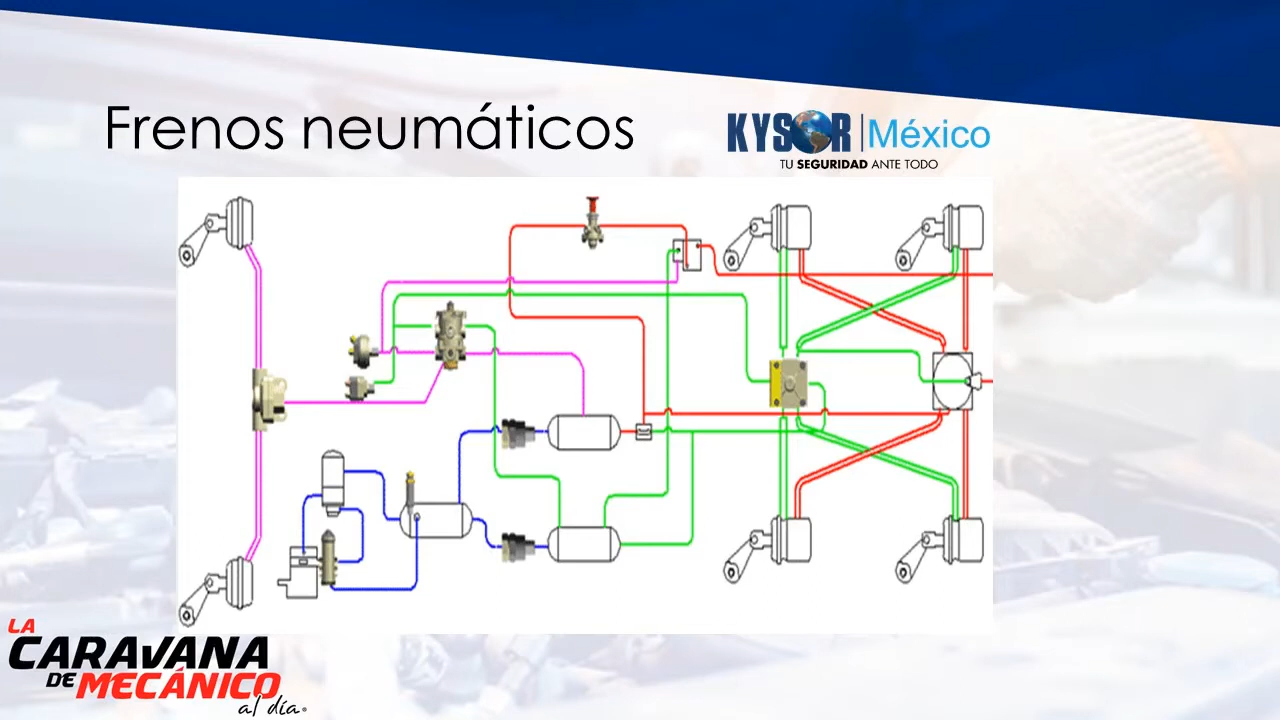 Frenos neumáticos
KYSOR México
TU SEGURIDAD ANTE TODO
LA
CARAVANA
DE MECÁNICO
al día.